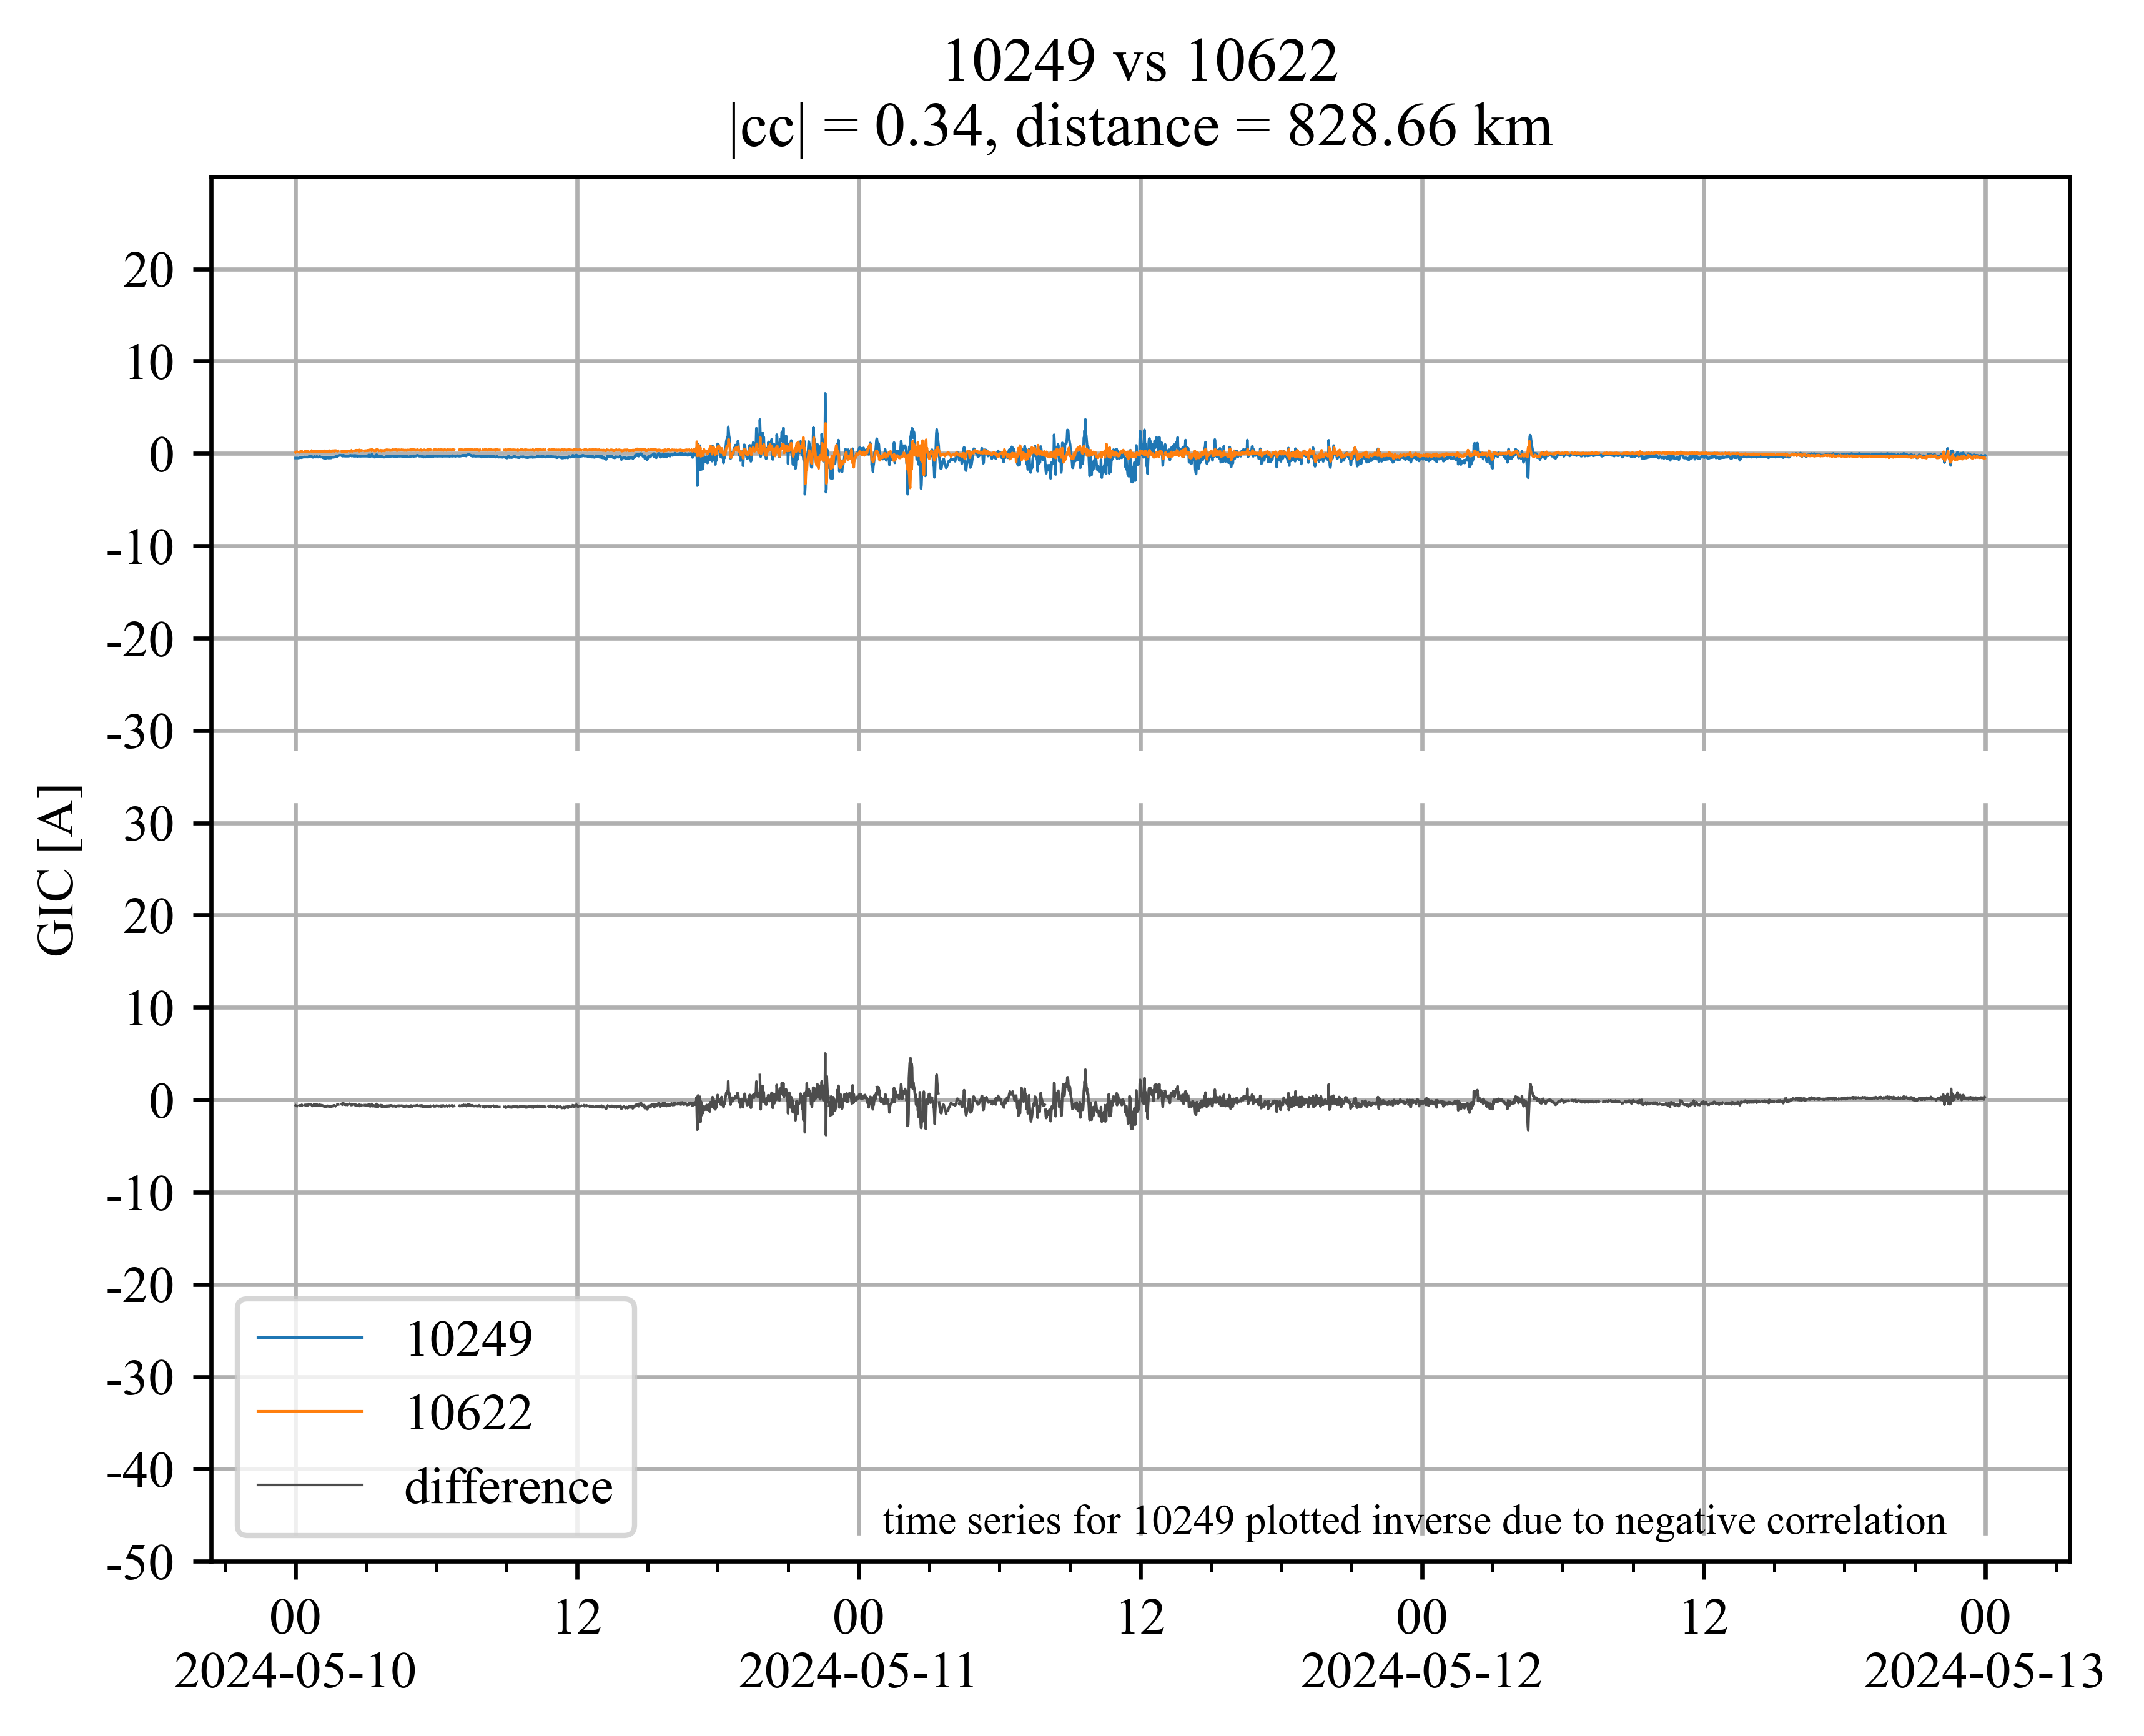 10249 vs 10622
|cc| = 0.34, distance = 828.66 km
20
10
0
-10
-20
-30
30
20
10
0
-10
-20
-30
-40
-50
GIC [A]
10249
10622
difference
time series for 10249 plotted inverse due to negative correlation
00 12 00 12 00 12 00
2024-05-10 2024-05-11 2024-05-12 2024-05-13